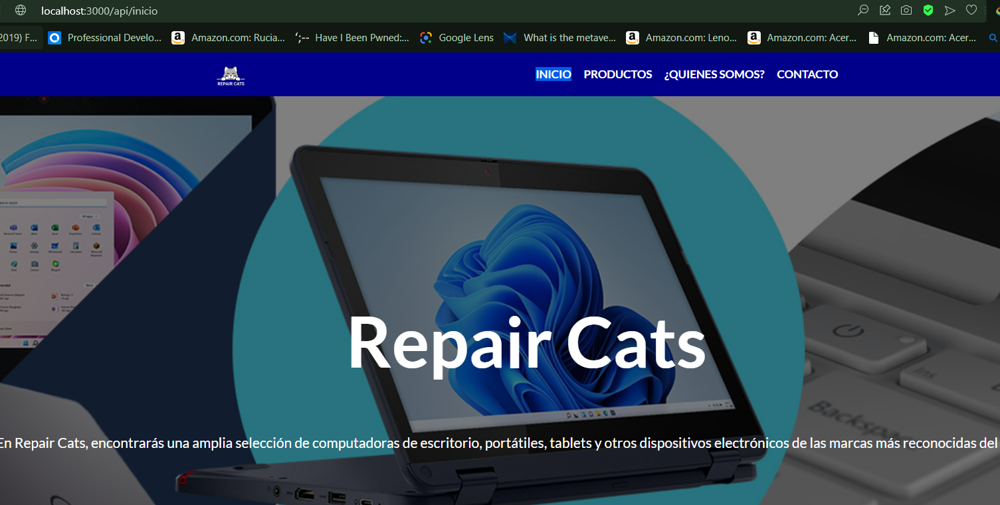 localhost:3000/api/inicio
2019) F...
Professional Develo...
Amazon.com: Rucia...
';-- Have I Been Pwned:...
Google Lens
What is the metave...
Amazon.com: Leno...
Amazon.com: Acer...
Amazon.com: Acer...
REPAIR CATS
INICIO
PRODUCTOS
¿QUIENES SOMOS?
CONTACTO
Ins
Backspac
Repair Cats
En Repair Cats, encontrarás una amplia selección de computadoras de escritorio, portátiles, tablets y otros dispositivos electrónicos de las marcas más reconocidas del